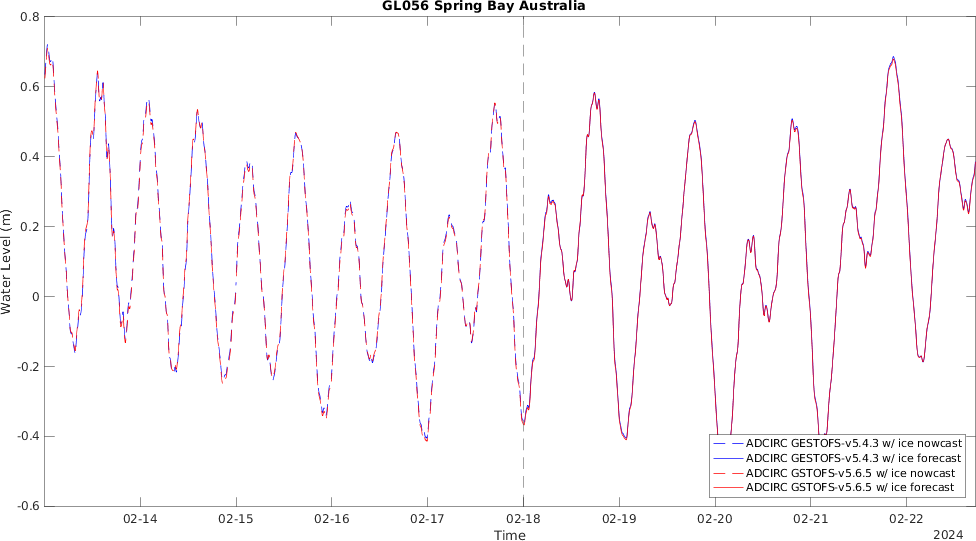 GL056 Spring Bay Australia
0.8
0.6
0.4
0.2
0
-0.2
-0.4
-0.6
Water Level (m)
ADCIRC GESTOFS-v5.4.3 w/ ice nowcast
ADCIRC GESTOFS-v5.4.3 w/ ice forecast
ADCIRC GSTOFS-v5.6.5 w/ ice nowcast
ADCIRC GSTOFS-v5.6.5 w/ ice forecast
02-14 02-15 02-16 02-17 02-18 02-19 02-20 02-21 02-22
Time
2024